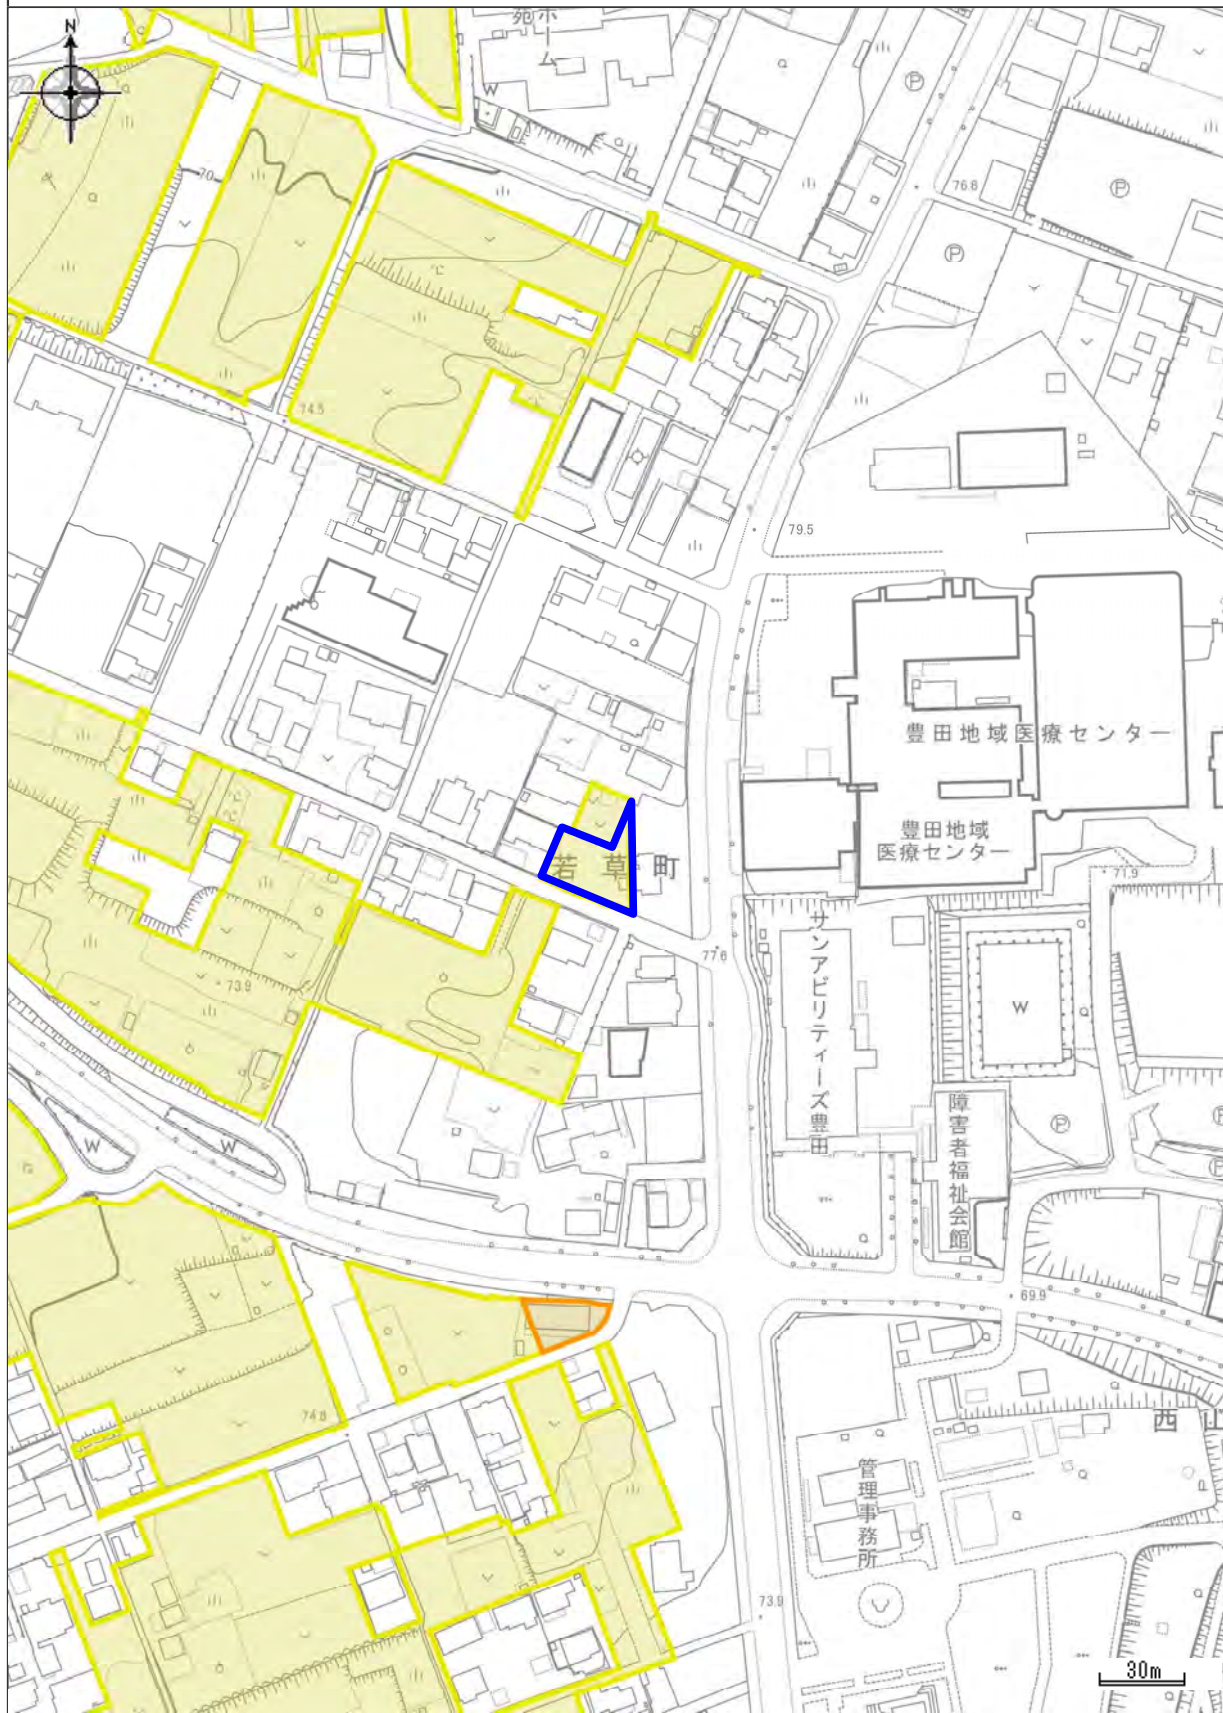 N
ホーム
苑
W
P
76.8
P
P
70
74.5
79.5
豊田地域医療センター
豊田地域
医療センター
若草町
71.9
77.6
サンアビリティーズ豊田
W
73.9
障害者福祉会館
P
P
P
W
W
69.9
74.8
西山
管理事務所
73.9
30m